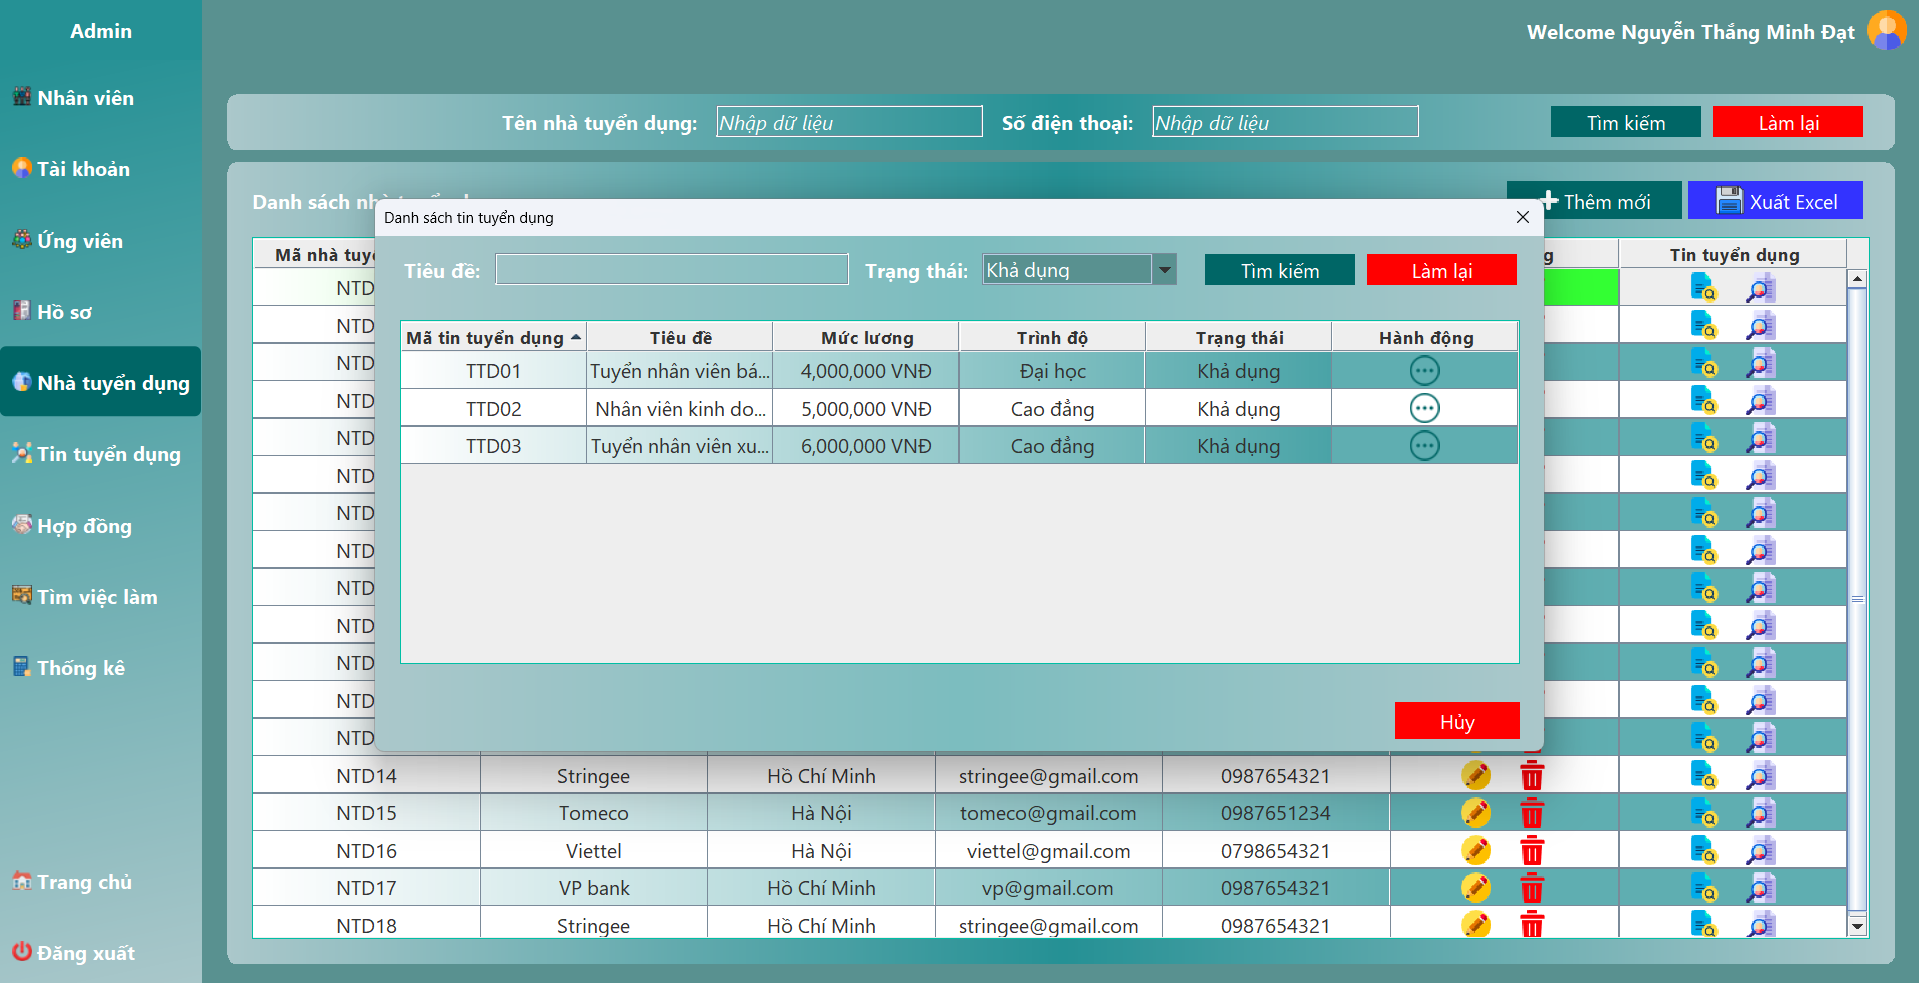 Admin
Welcome Nguyễn Thắng Minh Đạt
Nhân viên
Tài khoản
Ứng viên
Hồ sơ
Nhà tuyển dụng
Tin tuyển dụng
Hợp đồng
Tìm việc làm
Thống kê
Trang chủ
Đăng xuất
Tên nhà tuyển dụng: Nhập dữ liệu Số điện thoại: Nhập dữ liệu Tìm kiếm Làm lại
Danh sách Thêm mới Xuất Excel
Mã nhà Tin tuyển dụng
NTD
NTD
NTD
NTD
NTD
NTD
NTD
NTD
NTD
NTD
NTD
NTD
NTD
Danh sách tin tuyển dụng
Tiêu đề: Trạng thái: Khả dụng Tìm kiếm Làm lại
Mã tin tuyển dụng Tiêu đề Mức lương Trình độ Trạng thái Hành động
TTD01 Tuyển nhân viên bá... 4,000,000 VNĐ Đại học Khả dụng
TTD02 Nhân viên kinh do... 5,000,000 VNĐ Cao đẳng Khả dụng
TTD03 Tuyển nhân viên xu... 6,000,000 VNĐ Cao đẳng Khả dụng
Hủy
NTD14 Stringee Hồ Chí Minh stringee@gmail.com 0987654321
NTD15 Tomeco Hà Nội tomeco@gmail.com 0987651234
NTD16 Viettel Hà Nội viettel@gmail.com 0798654321
NTD17 VP bank Hồ Chí Minh vp@gmail.com 0987654321
NTD18 Stringee Hồ Chí Minh stringee@gmail.com 0987654321